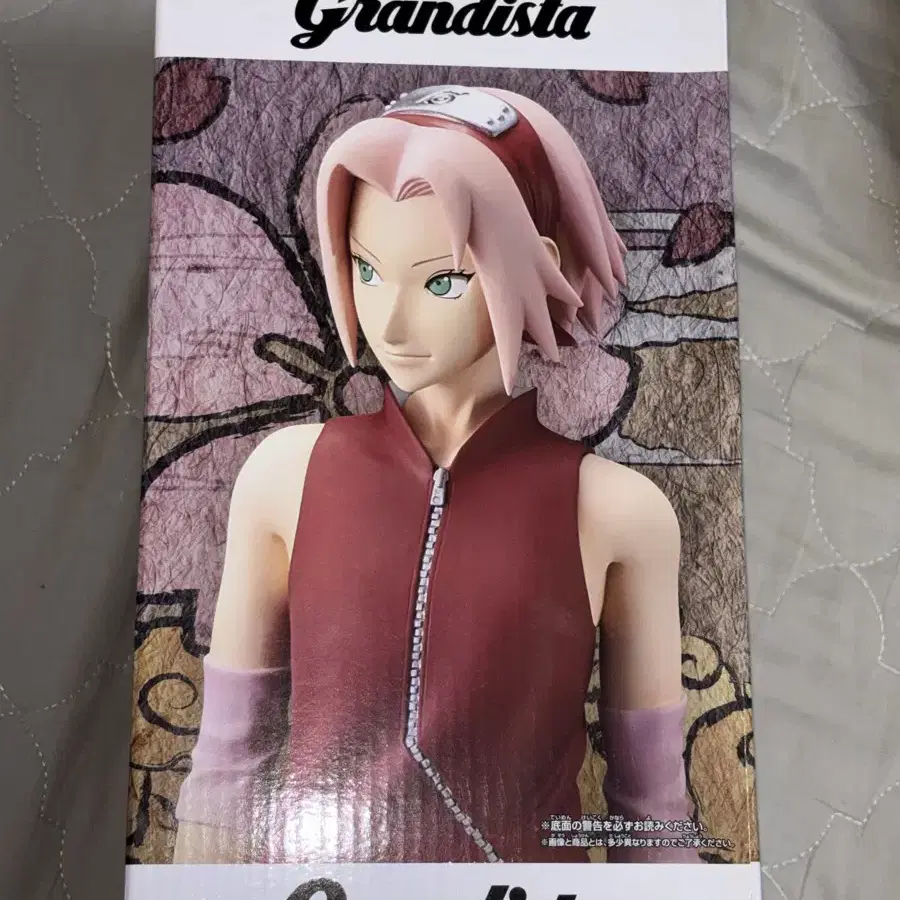 Grandista
※底面の警告を必ずお読みください。
※画像と商品とは、多少異なりますのでご了承ください。
Grandista